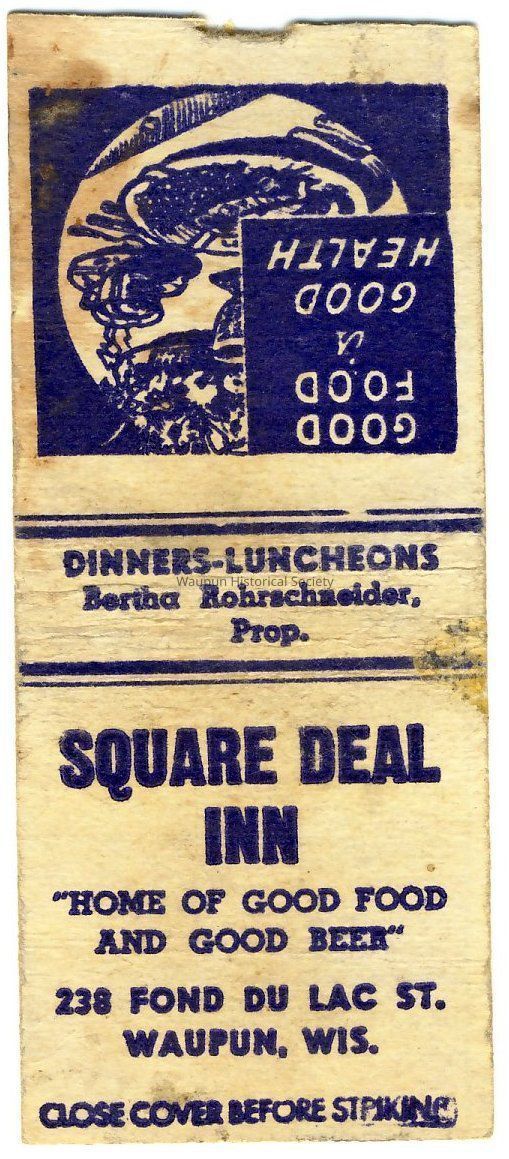 GOOD
FOOD
is
GOOD
HEALTH
DINNERS-LUNCHEONS
Waupun Historical Society
Bertha Rohrschneider,
Prop.
SQUARE DEAL
INN
"HOME OF GOOD FOOD
AND GOOD BEER"
238 FOND DU LAC ST.
WAUPUN, WIS.
CLOSE COVER BEFORE STRIKING